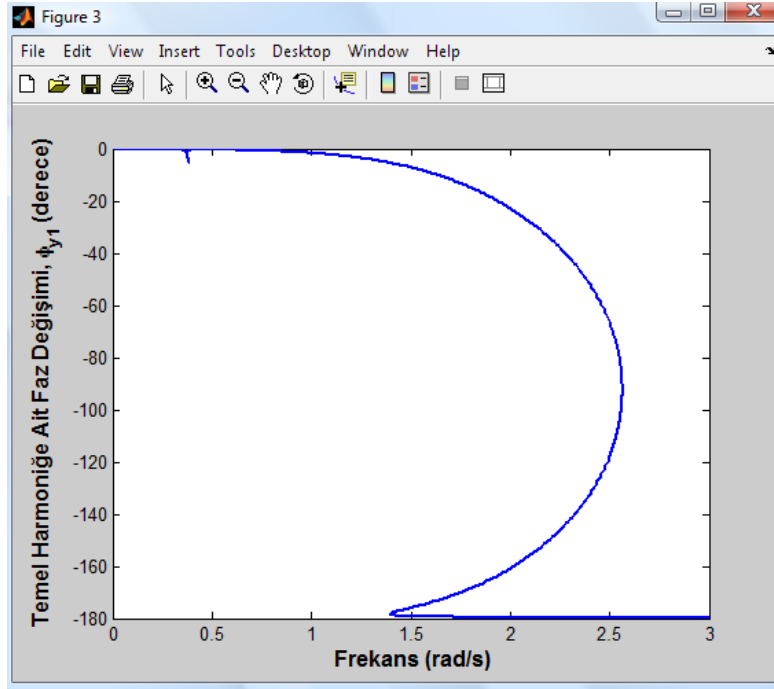 Figure 3
File Edit View Insert Tools Desktop Window Help
Temel Harmoniğe Ait Faz Değişimi, ϕy1 (derece)
0
-20
-40
-60
-80
-100
-120
-140
-160
-180
0 0.5 1 1.5 2 2.5 3
Frekans (rad/s)